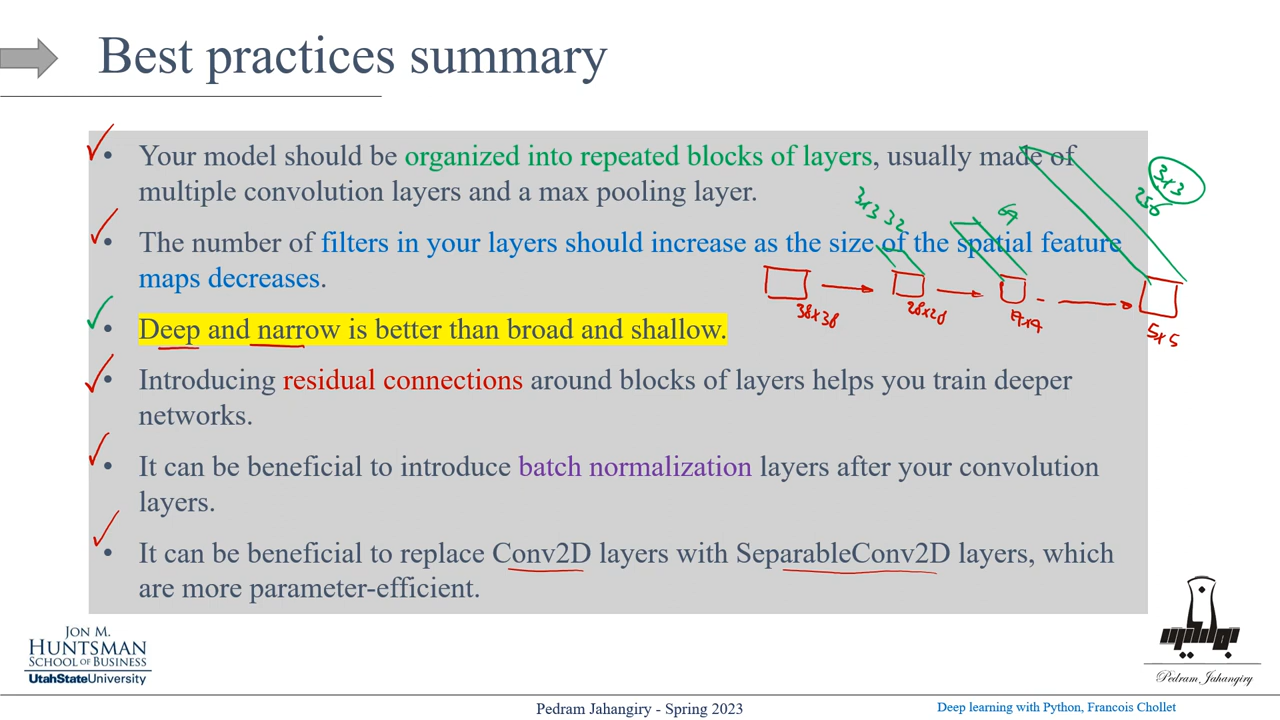 Best practices summary
• Your model should be organized into repeated blocks of layers, usually made of
multiple convolution layers and a max pooling layer.
3x3
256
3x3 32
64
• The number of filters in your layers should increase as the size of the spatial feature
maps decreases.
38x38
28x28
5x5
• Deep and narrow is better than broad and shallow.
• Introducing residual connections around blocks of layers helps you train deeper
networks.
• It can be beneficial to introduce batch normalization layers after your convolution
layers.
• It can be beneficial to replace Conv2D layers with SeparableConv2D layers, which
are more parameter-efficient.
JON M.
HUNTSMAN
SCHOOL OF BUSINESS
UtahStateUniversity
Pedram Jahangiry
Pedram Jahangiry - Spring 2023
Deep learning with Python, Francois Chollet